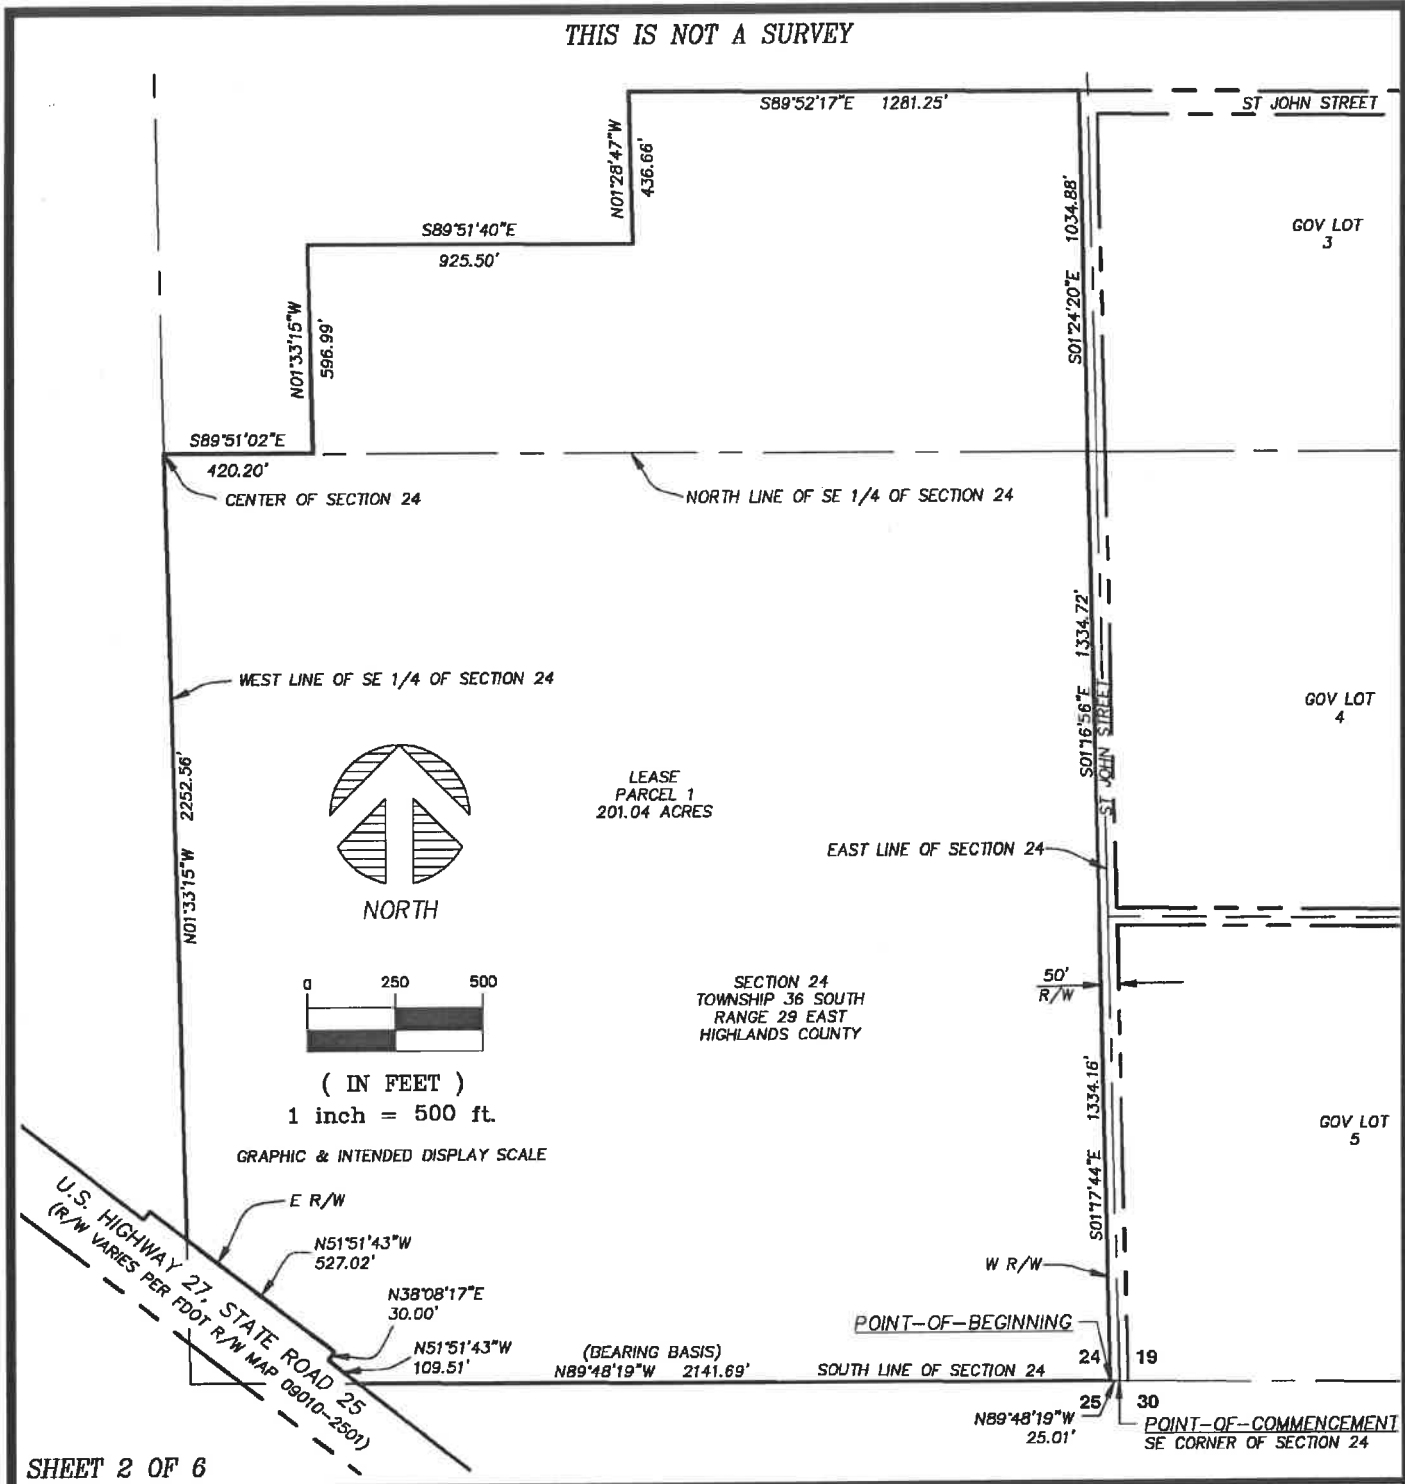 THIS IS NOT A SURVEY
S89°52'17"E 1281.25'
ST JOHN STREET
N01°28'47"W
436.66'
S01°24'20"E 1034.88'
GOV LOT
3
S89°51'40"E
925.50'
N01°33'15"W
596.99'
S89°51'02"E
420.20'
CENTER OF SECTION 24
NORTH LINE OF SE 1/4 OF SECTION 24
WEST LINE OF SE 1/4 OF SECTION 24
S01°16'56"E 1334.72'
ST JOHN STREET
GOV LOT
4
N01°33'15"W 2252.56'
LEASE
PARCEL 1
201.04 ACRES
EAST LINE OF SECTION 24
NORTH
0 250 500
( IN FEET )
1 inch = 500 ft.
GRAPHIC & INTENDED DISPLAY SCALE
SECTION 24
TOWNSHIP 36 SOUTH
RANGE 29 EAST
HIGHLANDS COUNTY
50'
R/W
S01°17'44"E 1334.16'
GOV LOT
5
E R/W
N51°51'43"W
527.02'
N38°08'17"E
30.00'
N51°51'43"W
109.51'
U.S. HIGHWAY 27, STATE ROAD 25
(R/W VARIES PER FDOT R/W MAP 09010-2501)
W R/W
POINT-OF-BEGINNING
(BEARING BASIS)
N89°48'19"W 2141.69'
SOUTH LINE OF SECTION 24
24 19
25 30
N89°48'19"W
25.01'
POINT-OF-COMMENCEMENT
SE CORNER OF SECTION 24
SHEET 2 OF 6